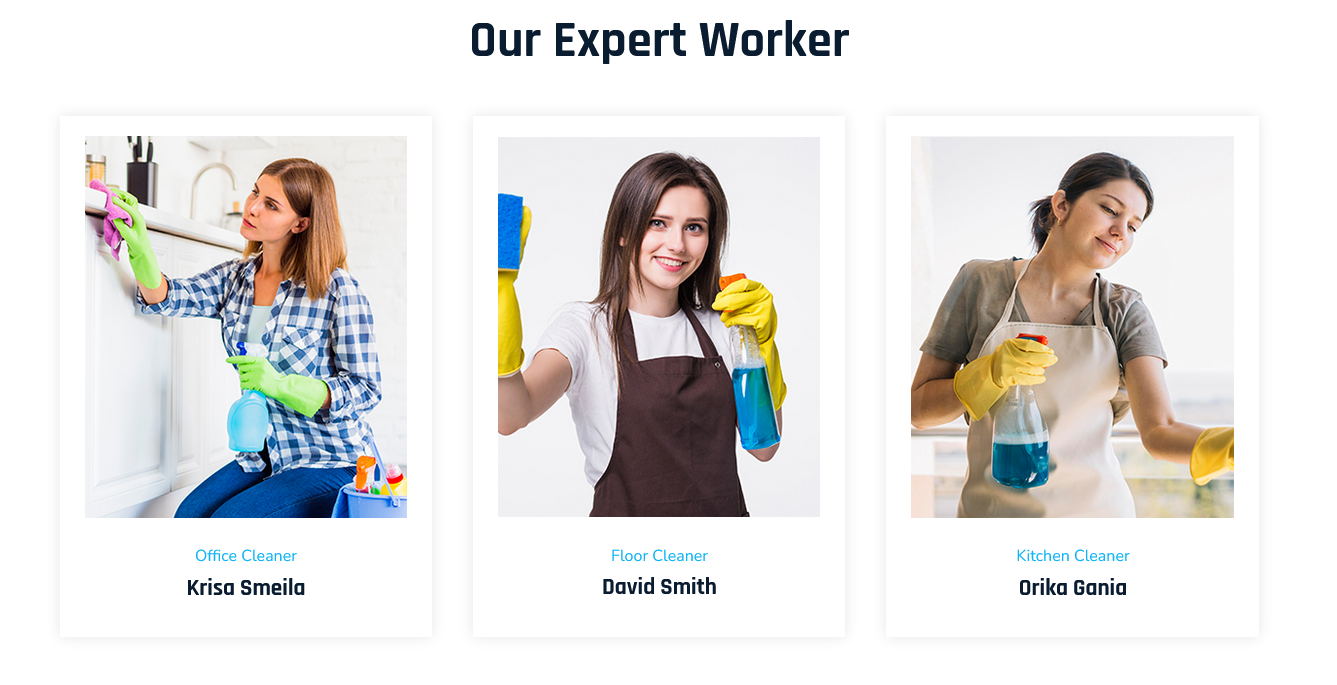 Our Expert Worker
Office Cleaner
Krisa Smeila
Floor Cleaner
David Smith
Kitchen Cleaner
Orika Gania